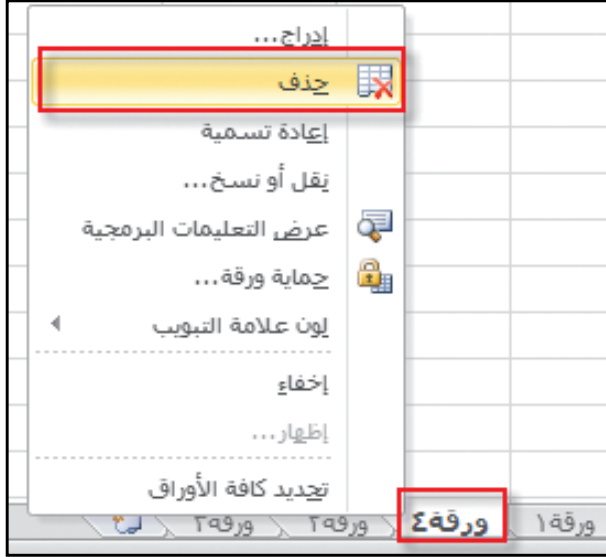 إدراج...
حذف
إعادة تسمية
نقل أو نسخ...
عرض التعليمات البرمجية
حماية ورقة...
لون علامة التبويب
إخفاء
إظهار...
تحديد كافة الأوراق
ورقة١ ورقة٤ ورقة٢ ورقة٣